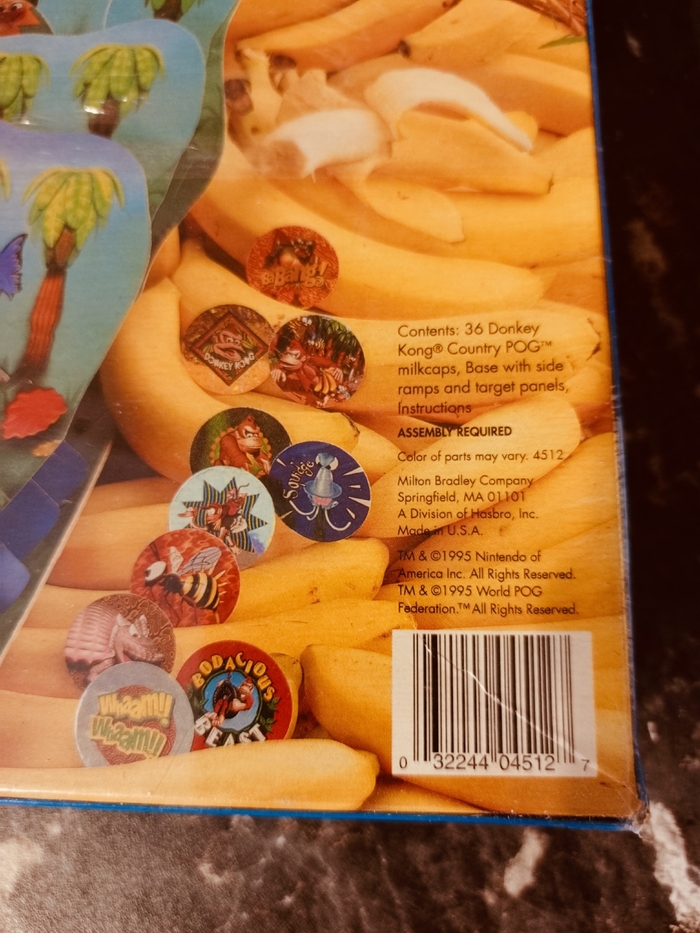 BaBang!
DONKEY KONG
Squidge
Whaam!!
Whaam!!
BODACIOUS
BEAST
Contents: 36 Donkey
Kong® Country POG™
milkcaps, Base with side
ramps and target panels,
Instructions
ASSEMBLY REQUIRED
Color of parts may vary. 4512
Milton Bradley Company
Springfield, MA 01101
A Division of Hasbro, Inc.
Made in U.S.A.
TM & ©1995 Nintendo of
America Inc. All Rights Reserved.
TM & ©1995 World POG
Federation.™ All Rights Reserved.
0 32244 04512 7